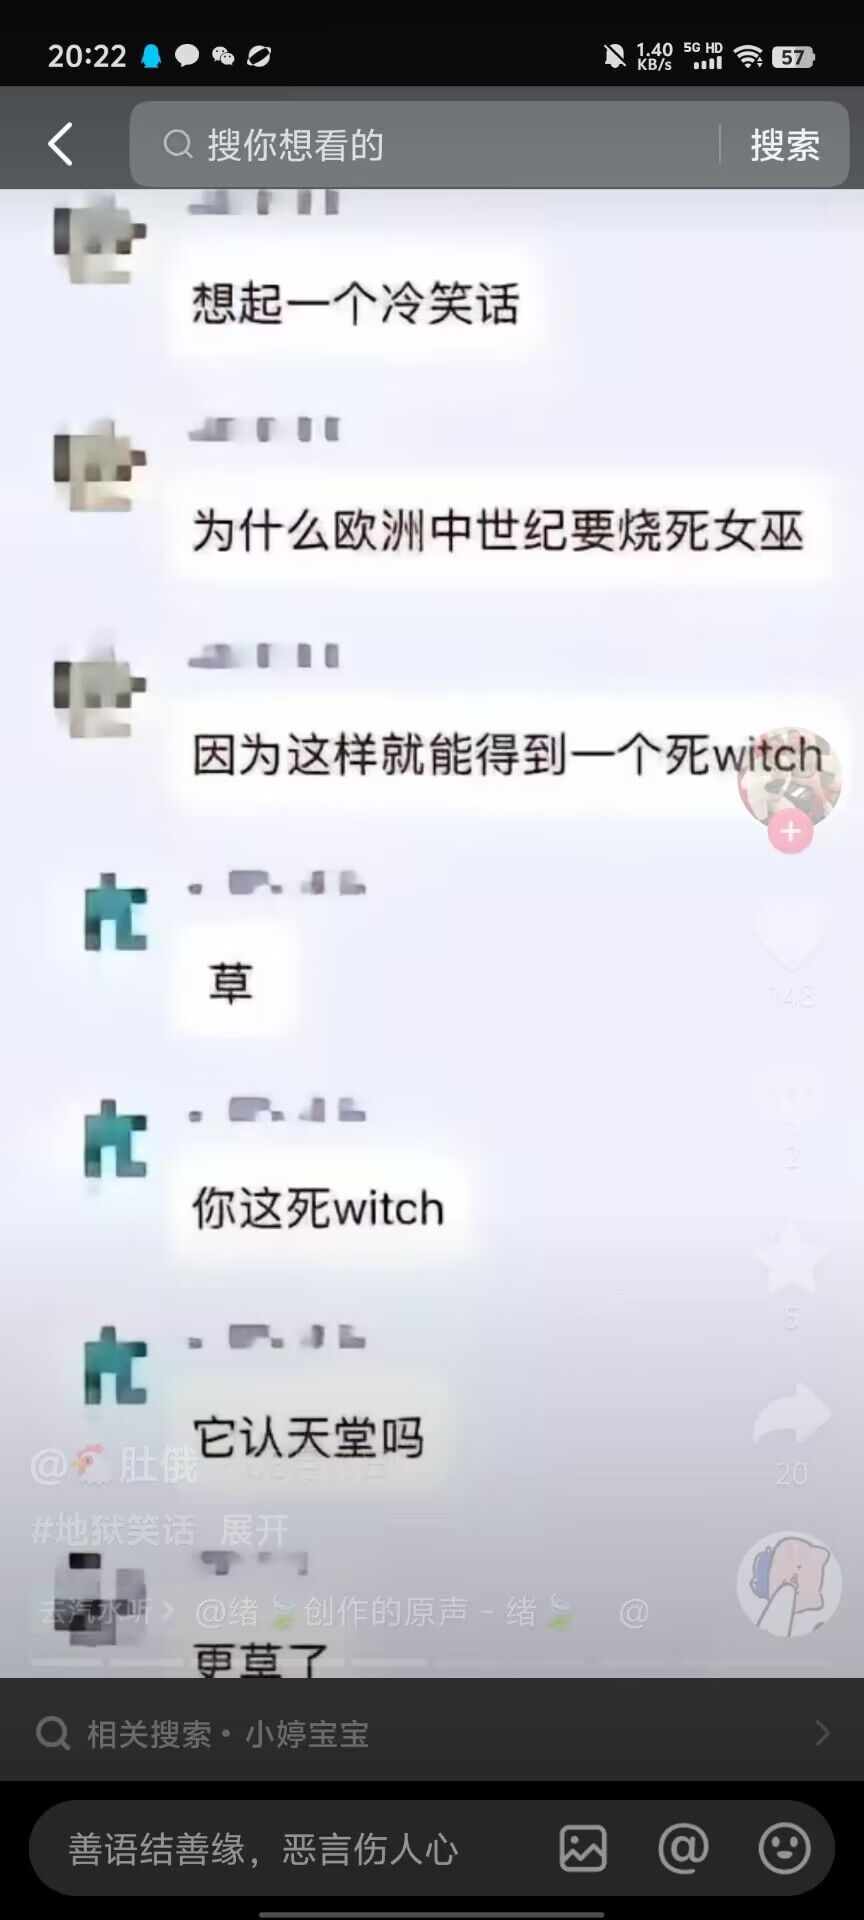 20:22
1.40 KB/s 5G HD 57
搜你想看的 搜索
想起一个冷笑话
为什么欧洲中世纪要烧死女巫
因为这样就能得到一个死witch
草
148
你这死witch
2
它认天堂吗
5
@🐔肚俄
20
#地狱笑话 展开
去汽水听 @绪🍃创作的原声 - 绪🍃 @
更草了
相关搜索 · 小婷宝宝
善语结善缘，恶言伤人心